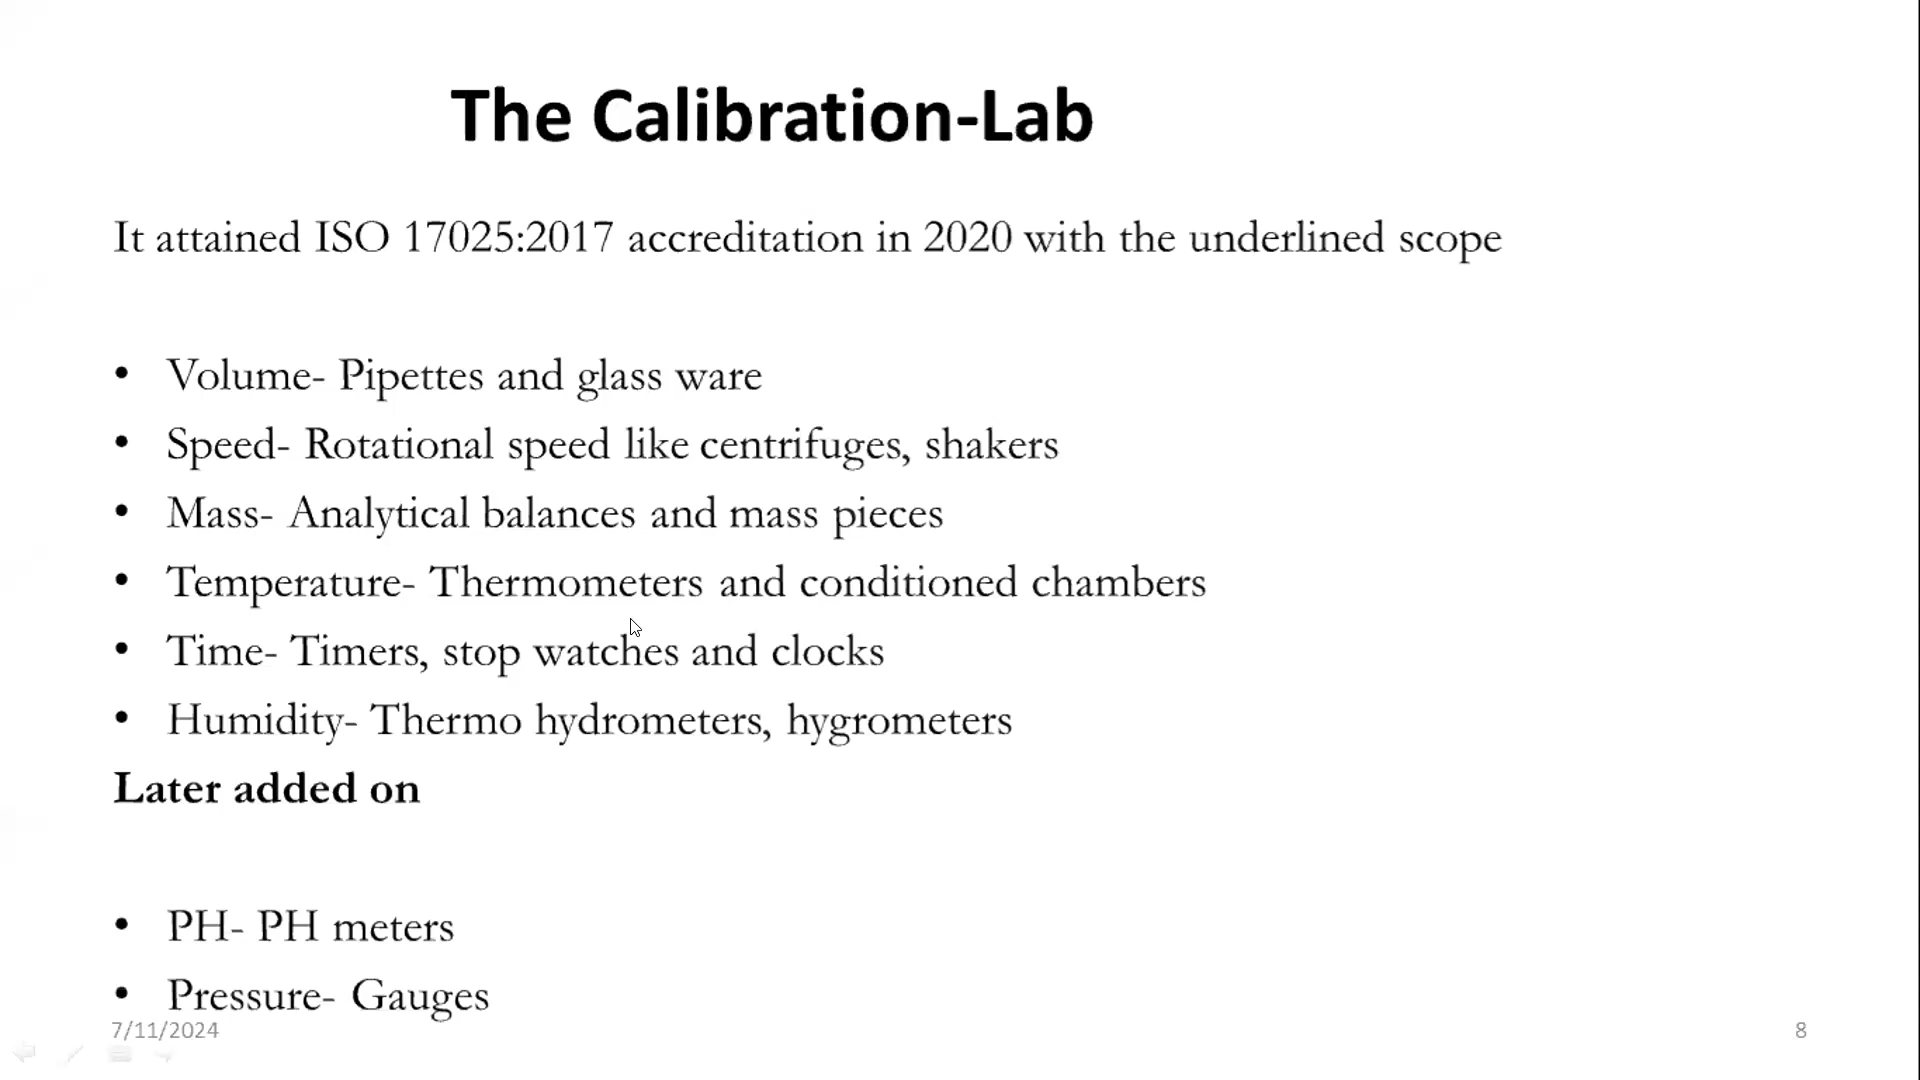 The Calibration-Lab
It attained ISO 17025:2017 accreditation in 2020 with the underlined scope
• Volume- Pipettes and glass ware
• Speed- Rotational speed like centrifuges, shakers
• Mass- Analytical balances and mass pieces
• Temperature- Thermometers and conditioned chambers
• Time- Timers, stop watches and clocks
• Humidity- Thermo hydrometers, hygrometers
Later added on
• PH- PH meters
• Pressure- Gauges
7/11/2024
8